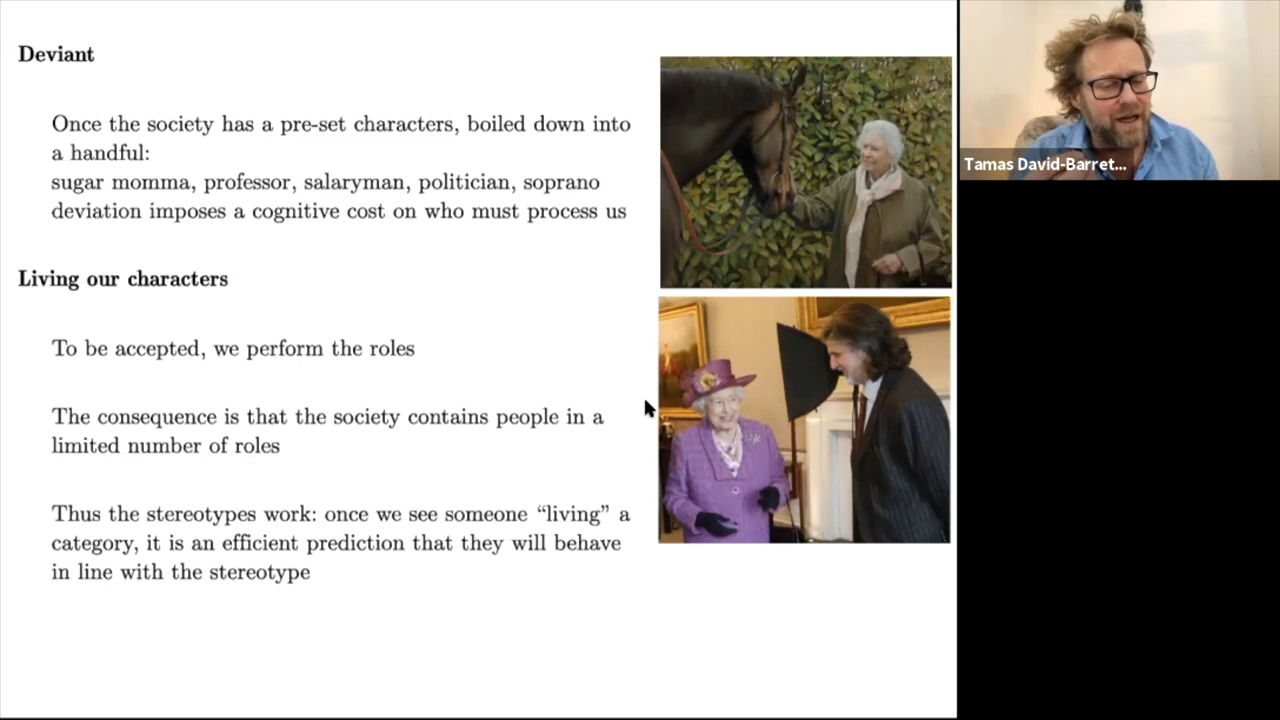 Deviant
Once the society has a pre-set characters, boiled down into
a handful:
sugar momma, professor, salaryman, politician, soprano
deviation imposes a cognitive cost on who must process us
Living our characters
To be accepted, we perform the roles
The consequence is that the society contains people in a
limited number of roles
Thus the stereotypes work: once we see someone “living” a
category, it is an efficient prediction that they will behave
in line with the stereotype
Tamas David-Barret...